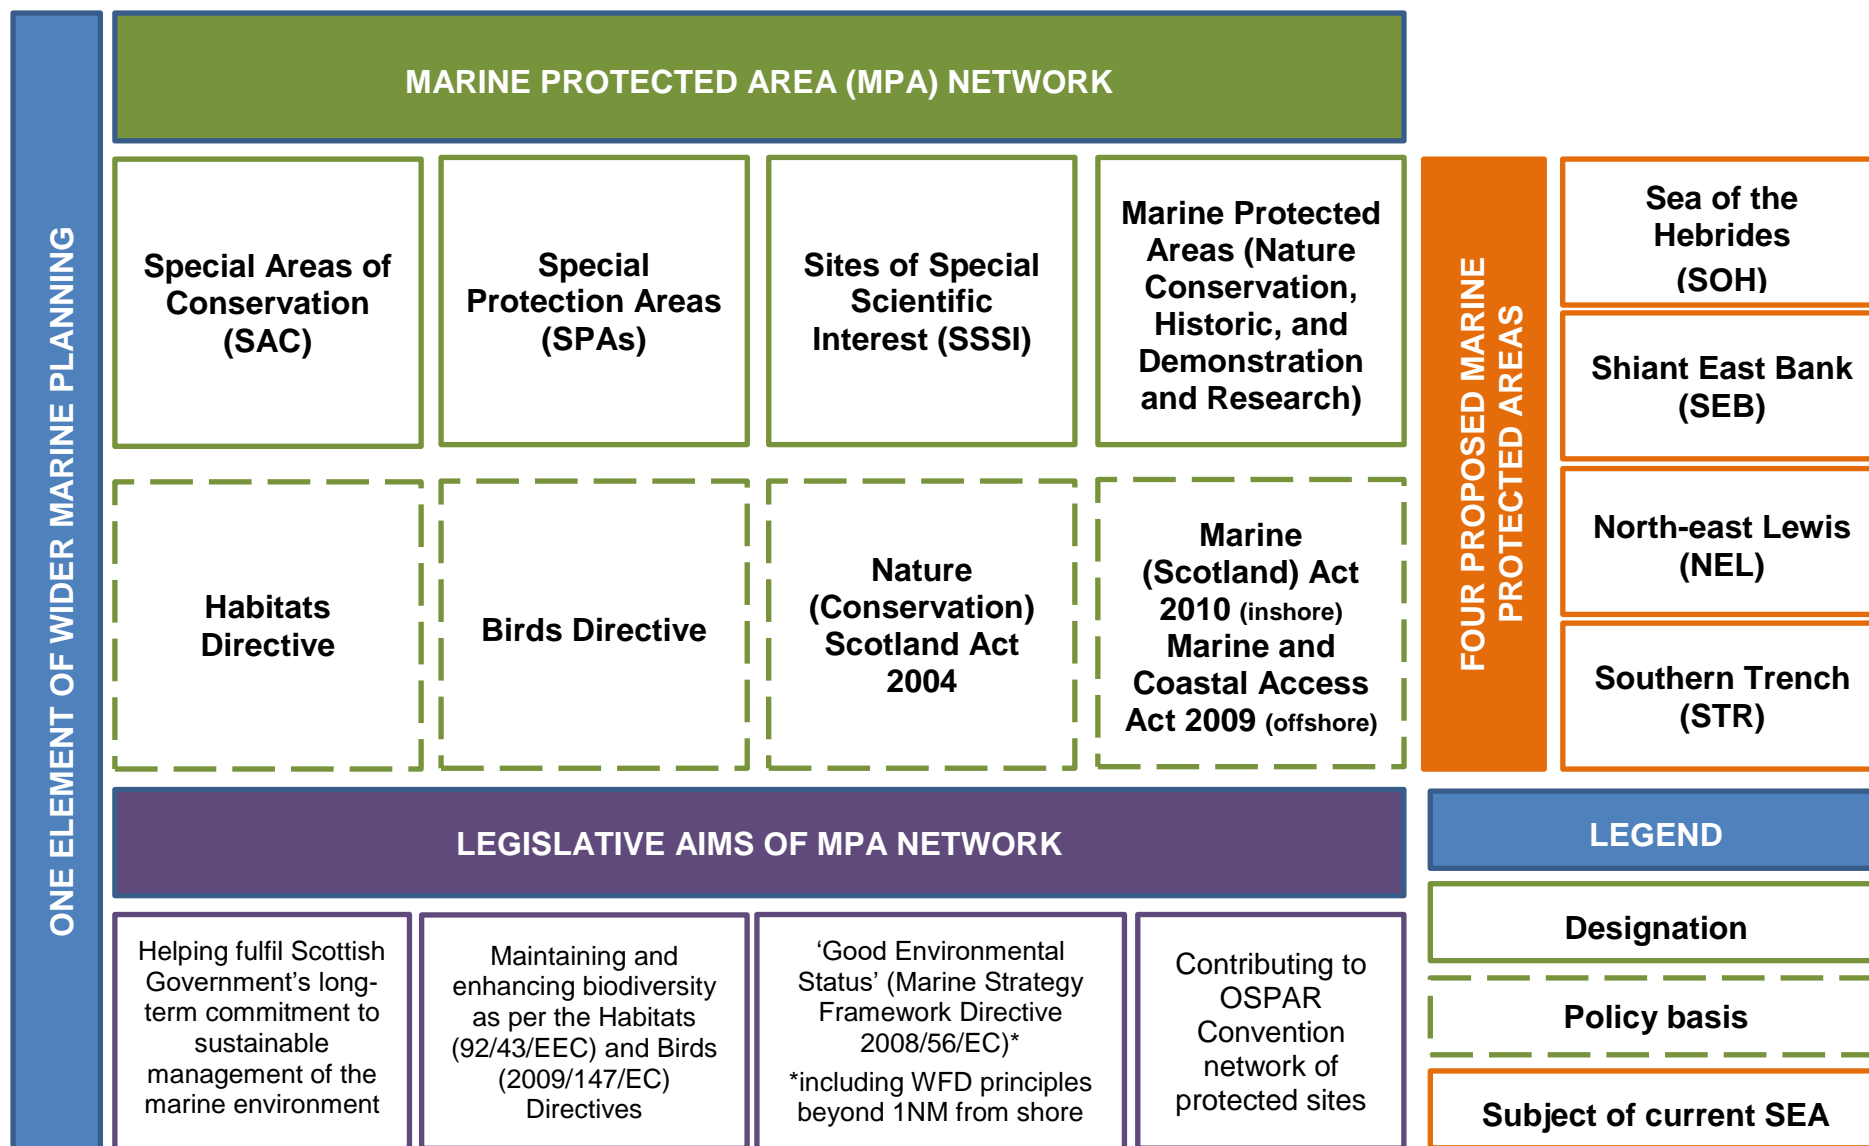 ONE ELEMENT OF WIDER MARINE PLANNING
MARINE PROTECTED AREA (MPA) NETWORK
Special Areas of
Conservation
(SAC)
Special
Protection Areas
(SPAs)
Sites of Special
Scientific
Interest (SSSI)
Marine Protected
Areas (Nature
Conservation,
Historic, and
Demonstration
and Research)
Habitats
Directive
Birds Directive
Nature
(Conservation)
Scotland Act
2004
Marine
(Scotland) Act
2010 (inshore)
Marine and
Coastal Access
Act 2009 (offshore)
FOUR PROPOSED MARINE
PROTECTED AREAS
Sea of the
Hebrides
(SOH)
Shiant East Bank
(SEB)
North-east Lewis
(NEL)
Southern Trench
(STR)
LEGISLATIVE AIMS OF MPA NETWORK
Helping fulfil Scottish
Government’s long-
term commitment to
sustainable
management of the
marine environment
Maintaining and
enhancing biodiversity
as per the Habitats
(92/43/EEC) and Birds
(2009/147/EC)
Directives
‘Good Environmental
Status’ (Marine Strategy
Framework Directive
2008/56/EC)*
*including WFD principles
beyond 1NM from shore
Contributing to
OSPAR
Convention
network of
protected sites
LEGEND
Designation
Policy basis
Subject of current SEA